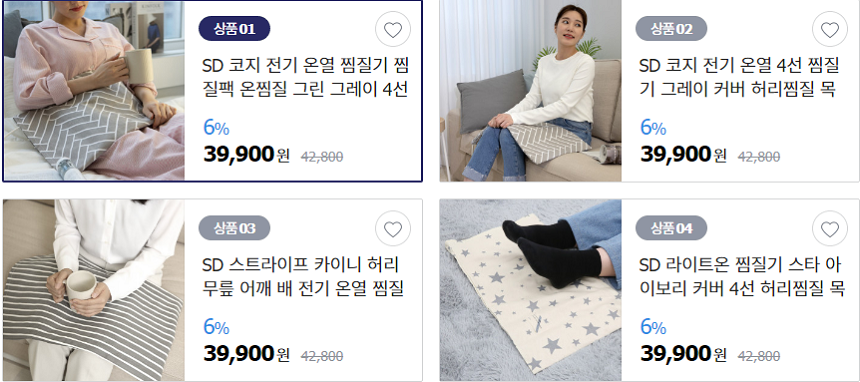 상품 01
SD 코지 전기 온열 찜질기 찜
질팩 온찜질 그린 그레이 4선
6%
39,900원 42,800
상품 02
SD 코지 전기 온열 4선 찜질
기 그레이 커버 허리찜질 목
6%
39,900원 42,800
상품 03
SD 스트라이프 카이니 허리
무릎 어깨 배 전기 온열 찜질
6%
39,900원 42,800
상품 04
SD 라이트온 찜질기 스타 아
이보리 커버 4선 허리찜질 목
6%
39,900원 42,800